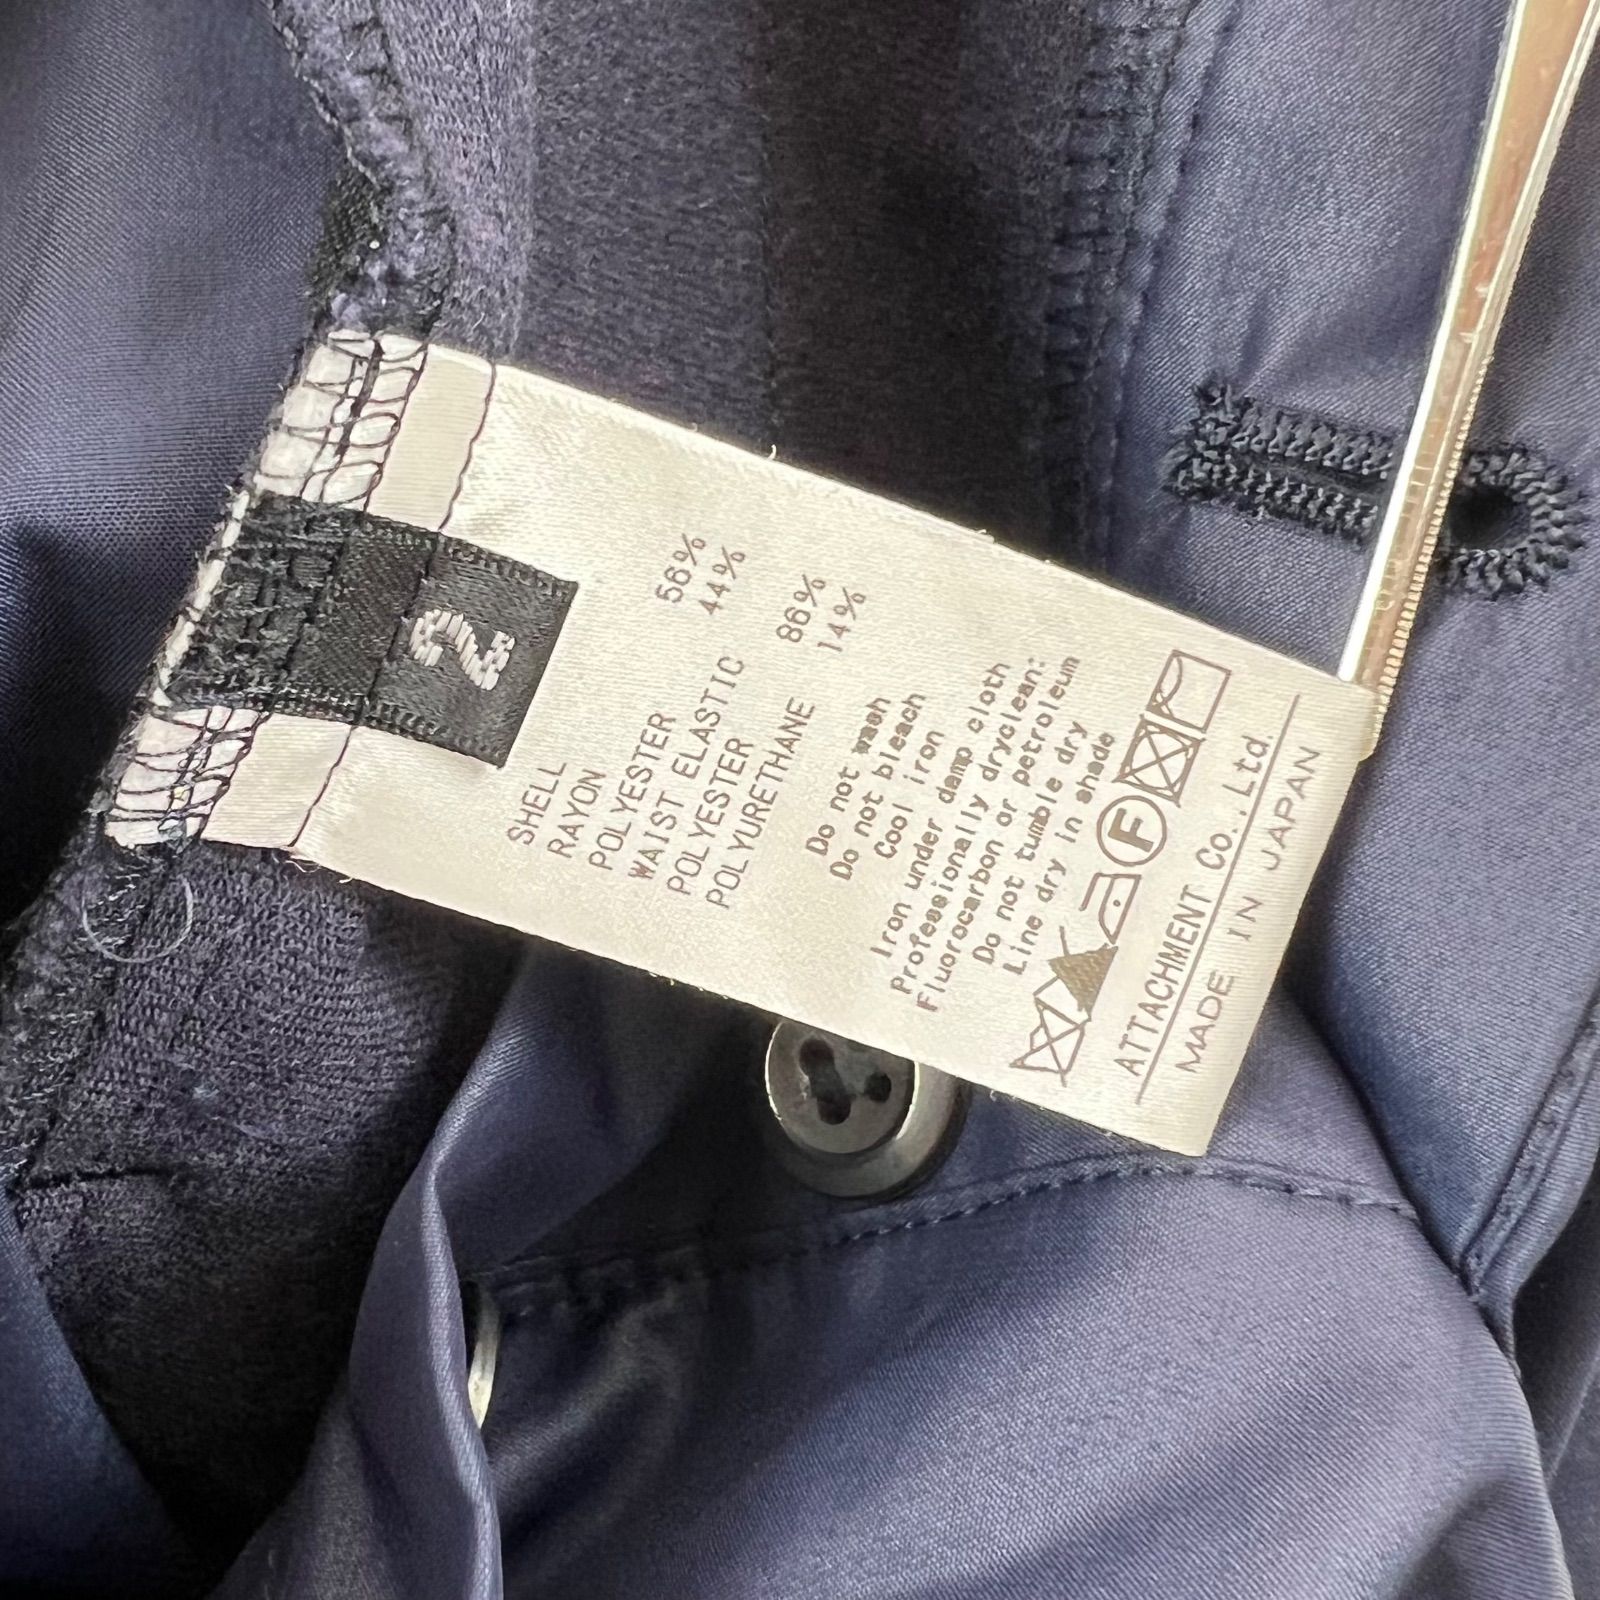 2
SHELL
RAYON 56%
POLYESTER 44%
WAIST ELASTIC
POLYESTER 86%
POLYURETHANE 14%
Do not wash
Do not bleach
Cool iron
Iron under damp cloth
Professionally dryclean:
Fluorocarbon or petroleum
Do not tumble dry
Line dry in shade
F
ATTACHMENT Co.,Ltd.
MADE IN JAPAN